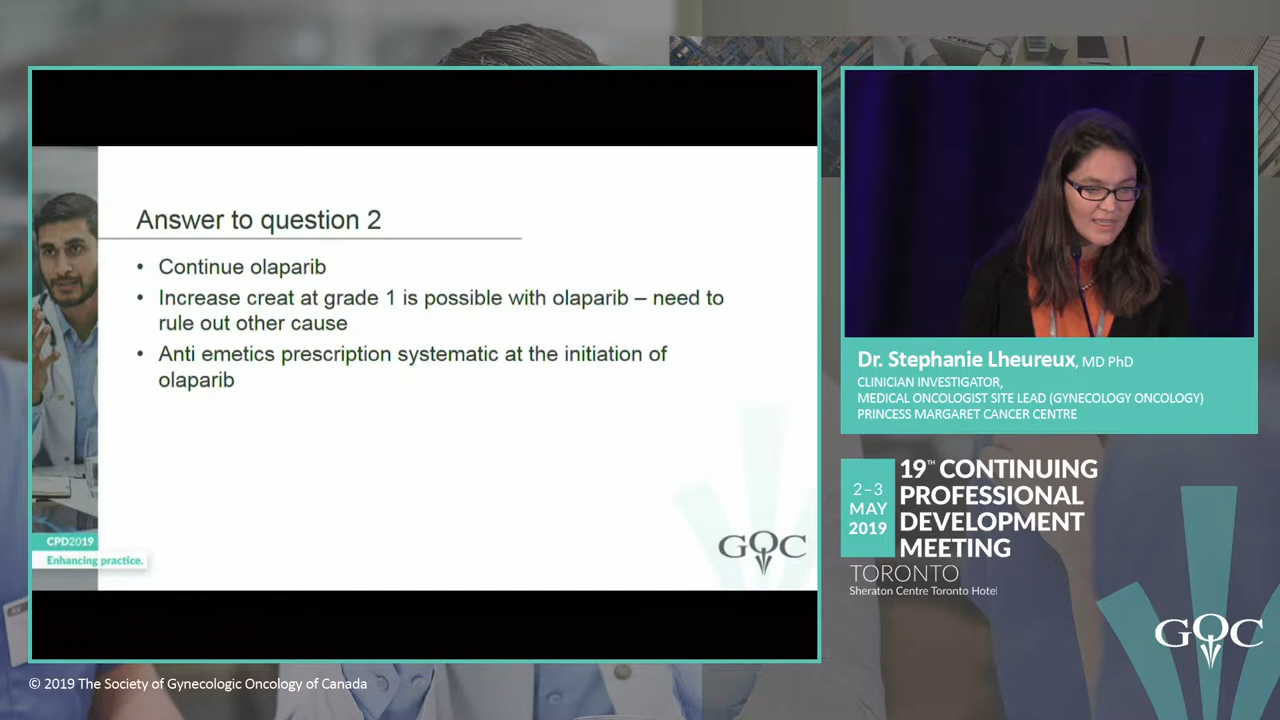 Answer to question 2
• Continue olaparib
• Increase creat at grade 1 is possible with olaparib – need to
rule out other cause
• Anti emetics prescription systematic at the initiation of
olaparib
CPD2019
Enhancing practice.
GOC
Dr. Stephanie Lheureux, MD PhD
CLINICIAN INVESTIGATOR,
MEDICAL ONCOLOGIST SITE LEAD (GYNECOLOGY ONCOLOGY)
PRINCESS MARGARET CANCER CENTRE
2–3
MAY
2019
19TH CONTINUING
PROFESSIONAL
DEVELOPMENT
MEETING
TORONTO
Sheraton Centre Toronto Hotel
GOC
© 2019 The Society of Gynecologic Oncology of Canada